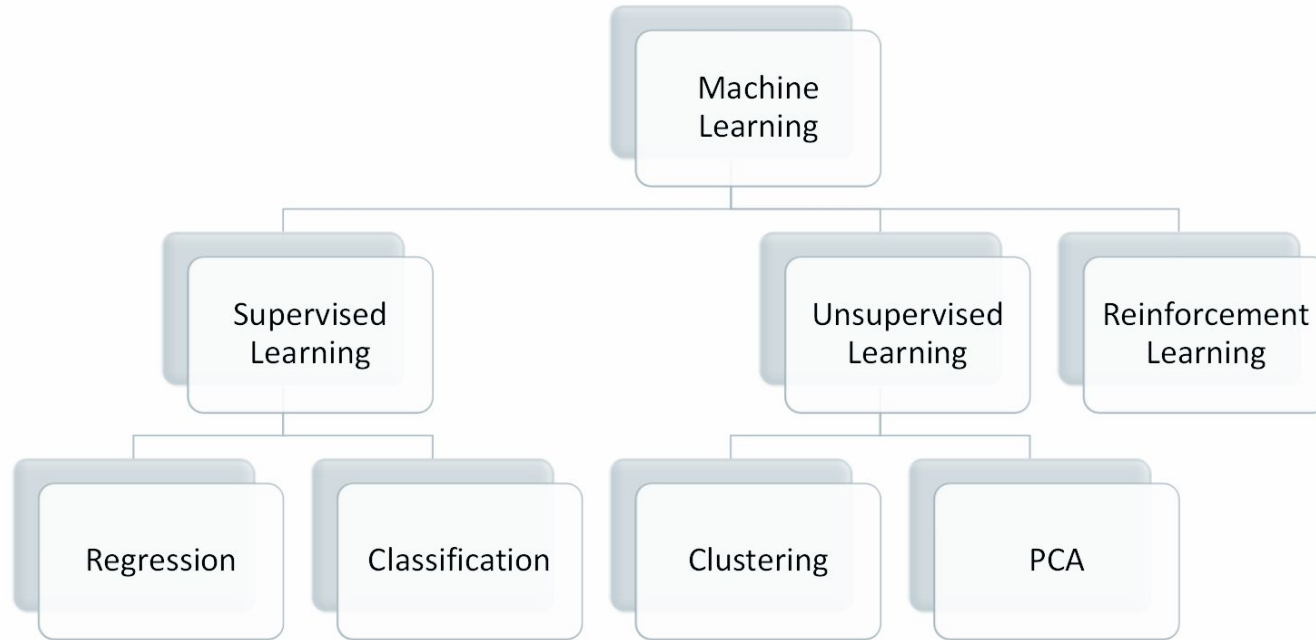 Machine
Learning
Supervised
Learning
Unsupervised
Learning
Reinforcement
Learning
Regression
Classification
Clustering
PCA